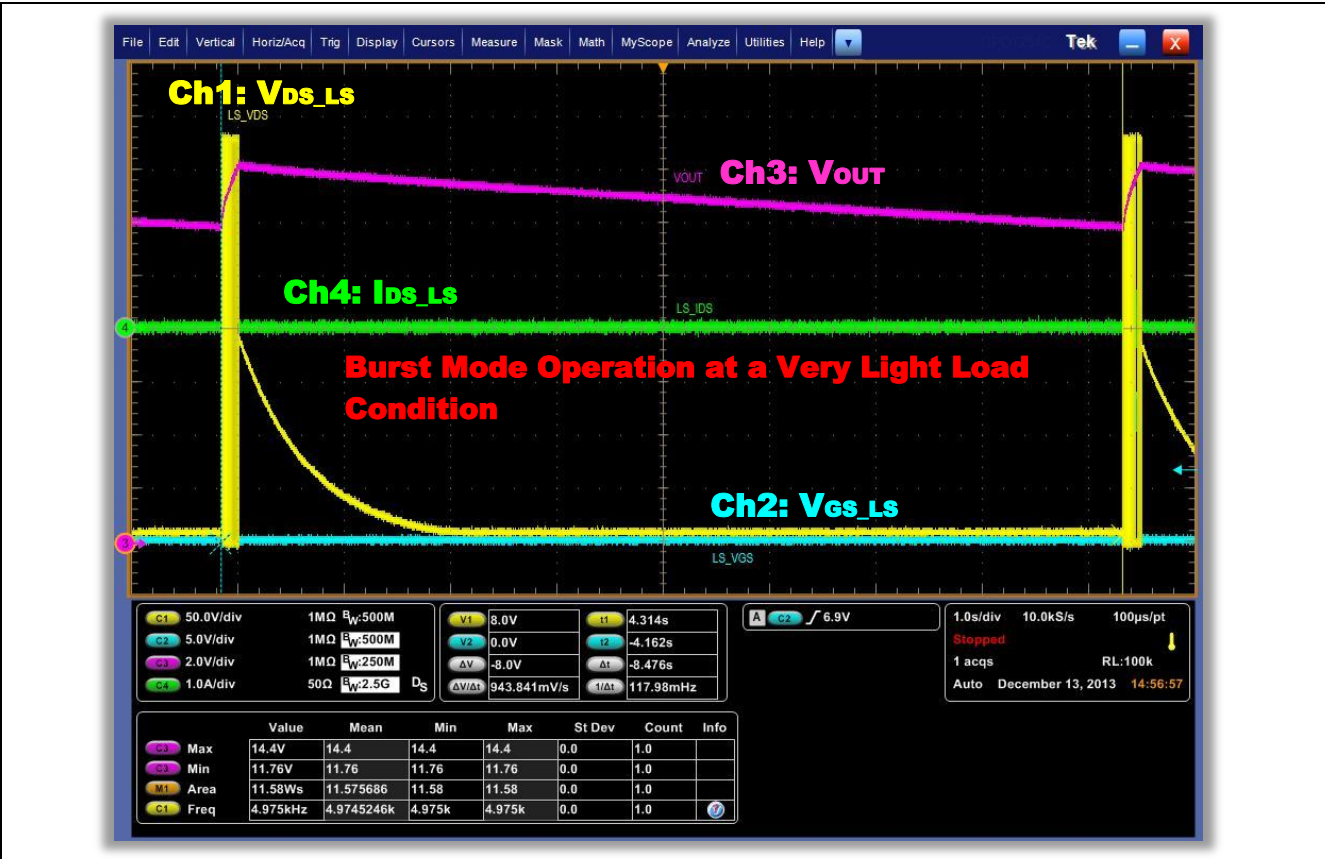 File Edit Vertical Horiz/Acq Trig Display Cursors Measure Mask Math MyScope Analyze Utilities Help Tek X
Ch1: VDS_LS
LS_VDS
VOUT Ch3: VOUT
Ch4: IDS_LS
LS_IDS
4
Burst Mode Operation at a Very Light Load
Condition
Ch2: VGS_LS
3
LS_VGS
C1 50.0V/div 1MΩ BW:500M
C2 5.0V/div 1MΩ BW:500M
C3 2.0V/div 1MΩ BW:250M
C4 1.0A/div 50Ω BW:2.5G DS
V1 8.0V t1 4.314s
V2 0.0V t2 -4.162s
ΔV -8.0V Δt -8.476s
ΔV/Δt 943.841mV/s 1/Δt 117.98mHz
A C2 6.9V
1.0s/div 10.0kS/s 100µs/pt
Stopped
1 acqs RL:100k
Auto December 13, 2013 14:56:57
Value Mean Min Max St Dev Count Info
C3 Max 14.4V 14.4 14.4 14.4 0.0 1.0
C3 Min 11.76V 11.76 11.76 11.76 0.0 1.0
M1 Area 11.58Ws 11.575686 11.58 11.58 0.0 1.0
C1 Freq 4.975kHz 4.9745246k 4.975k 4.975k 0.0 1.0